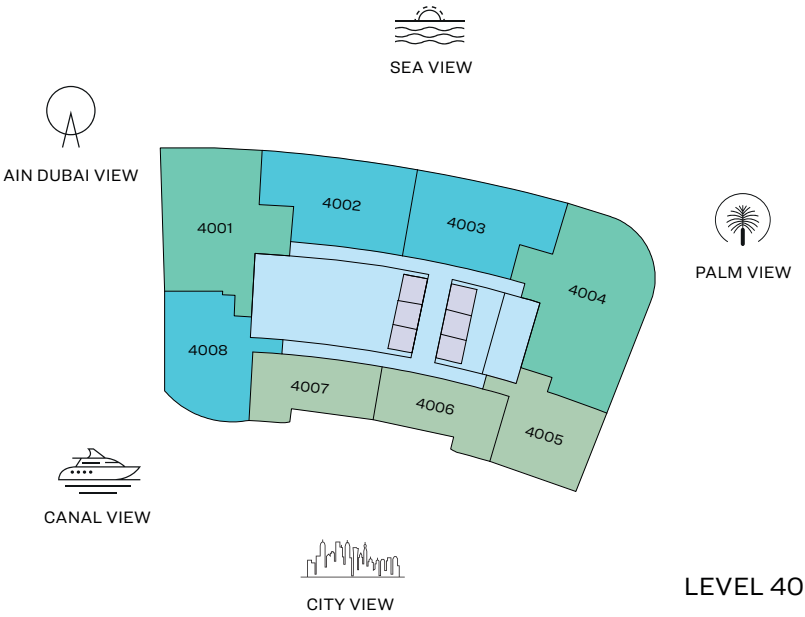 SEA VIEW
AIN DUBAI VIEW
4001
4002
4003
PALM VIEW
4004
4008
4007
4006
4005
CANAL VIEW
CITY VIEW
LEVEL 40